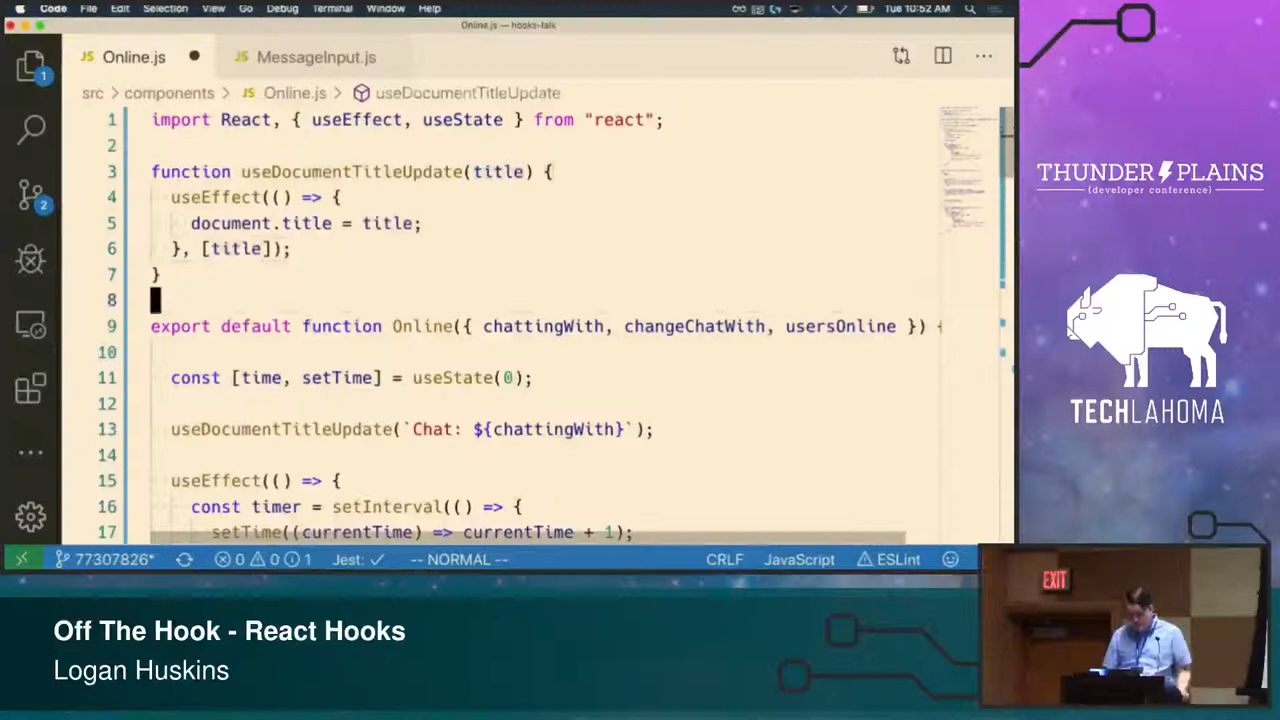 Code File Edit Selection View Go Debug Terminal Window Help
Tue 10:52 AM
Online.js — hooks-talk
JS Online.js ● JS MessageInput.js
src > components > JS Online.js > useDocumentTitleUpdate
1 import React, { useEffect, useState } from "react";
2
3 function useDocumentTitleUpdate(title) {
4 useEffect(() => {
5 document.title = title;
6 }, [title]);
7 }
8
9 export default function Online({ chattingWith, changeChatWith, usersOnline }) {
10
11 const [time, setTime] = useState(0);
12
13 useDocumentTitleUpdate(`Chat: ${chattingWith}`);
14
15 useEffect(() => {
16 const timer = setInterval(() => {
17 setTime((currentTime) => currentTime + 1);
1
2
77307826* 0 0 1 Jest: ✓ -- NORMAL -- CRLF JavaScript ESLint
THUNDER PLAINS
{developer conference}
TECHLAHOMA
EXIT
Off The Hook - React Hooks
Logan Huskins